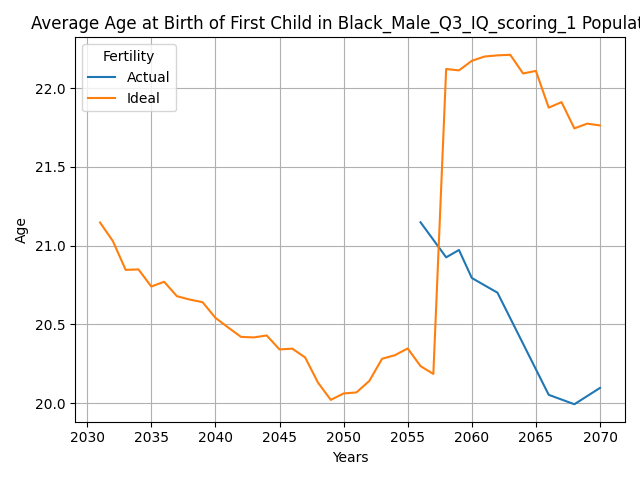 Average Age at Birth of First Child in Black_Male_Q3_IQ_scoring_1 Populat
Fertility
Actual
Ideal
22.0
21.5
21.0
20.5
20.0
Age
2030 2035 2040 2045 2050 2055 2060 2065 2070
Years